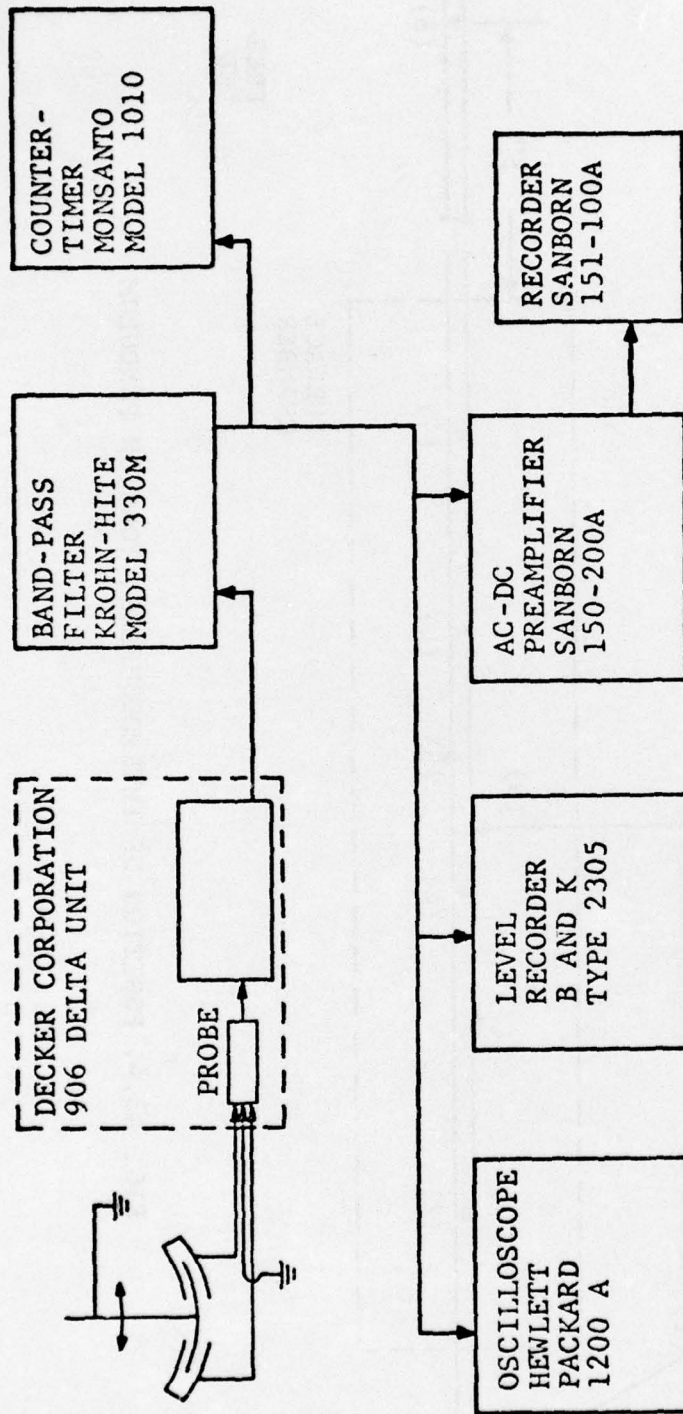 DECKER CORPORATION
906 DELTA UNIT
PROBE
BAND-PASS
FILTER
KROHN-HITE
MODEL 330M
COUNTER-
TIMER
MONSANTO
MODEL 1010
OSCILLOSCOPE
HEWLETT
PACKARD
1200 A
LEVEL
RECORDER
B AND K
TYPE 2305
AC-DC
PREAMPLIFIER
SANBORN
150-200A
RECORDER
SANBORN
151-100A